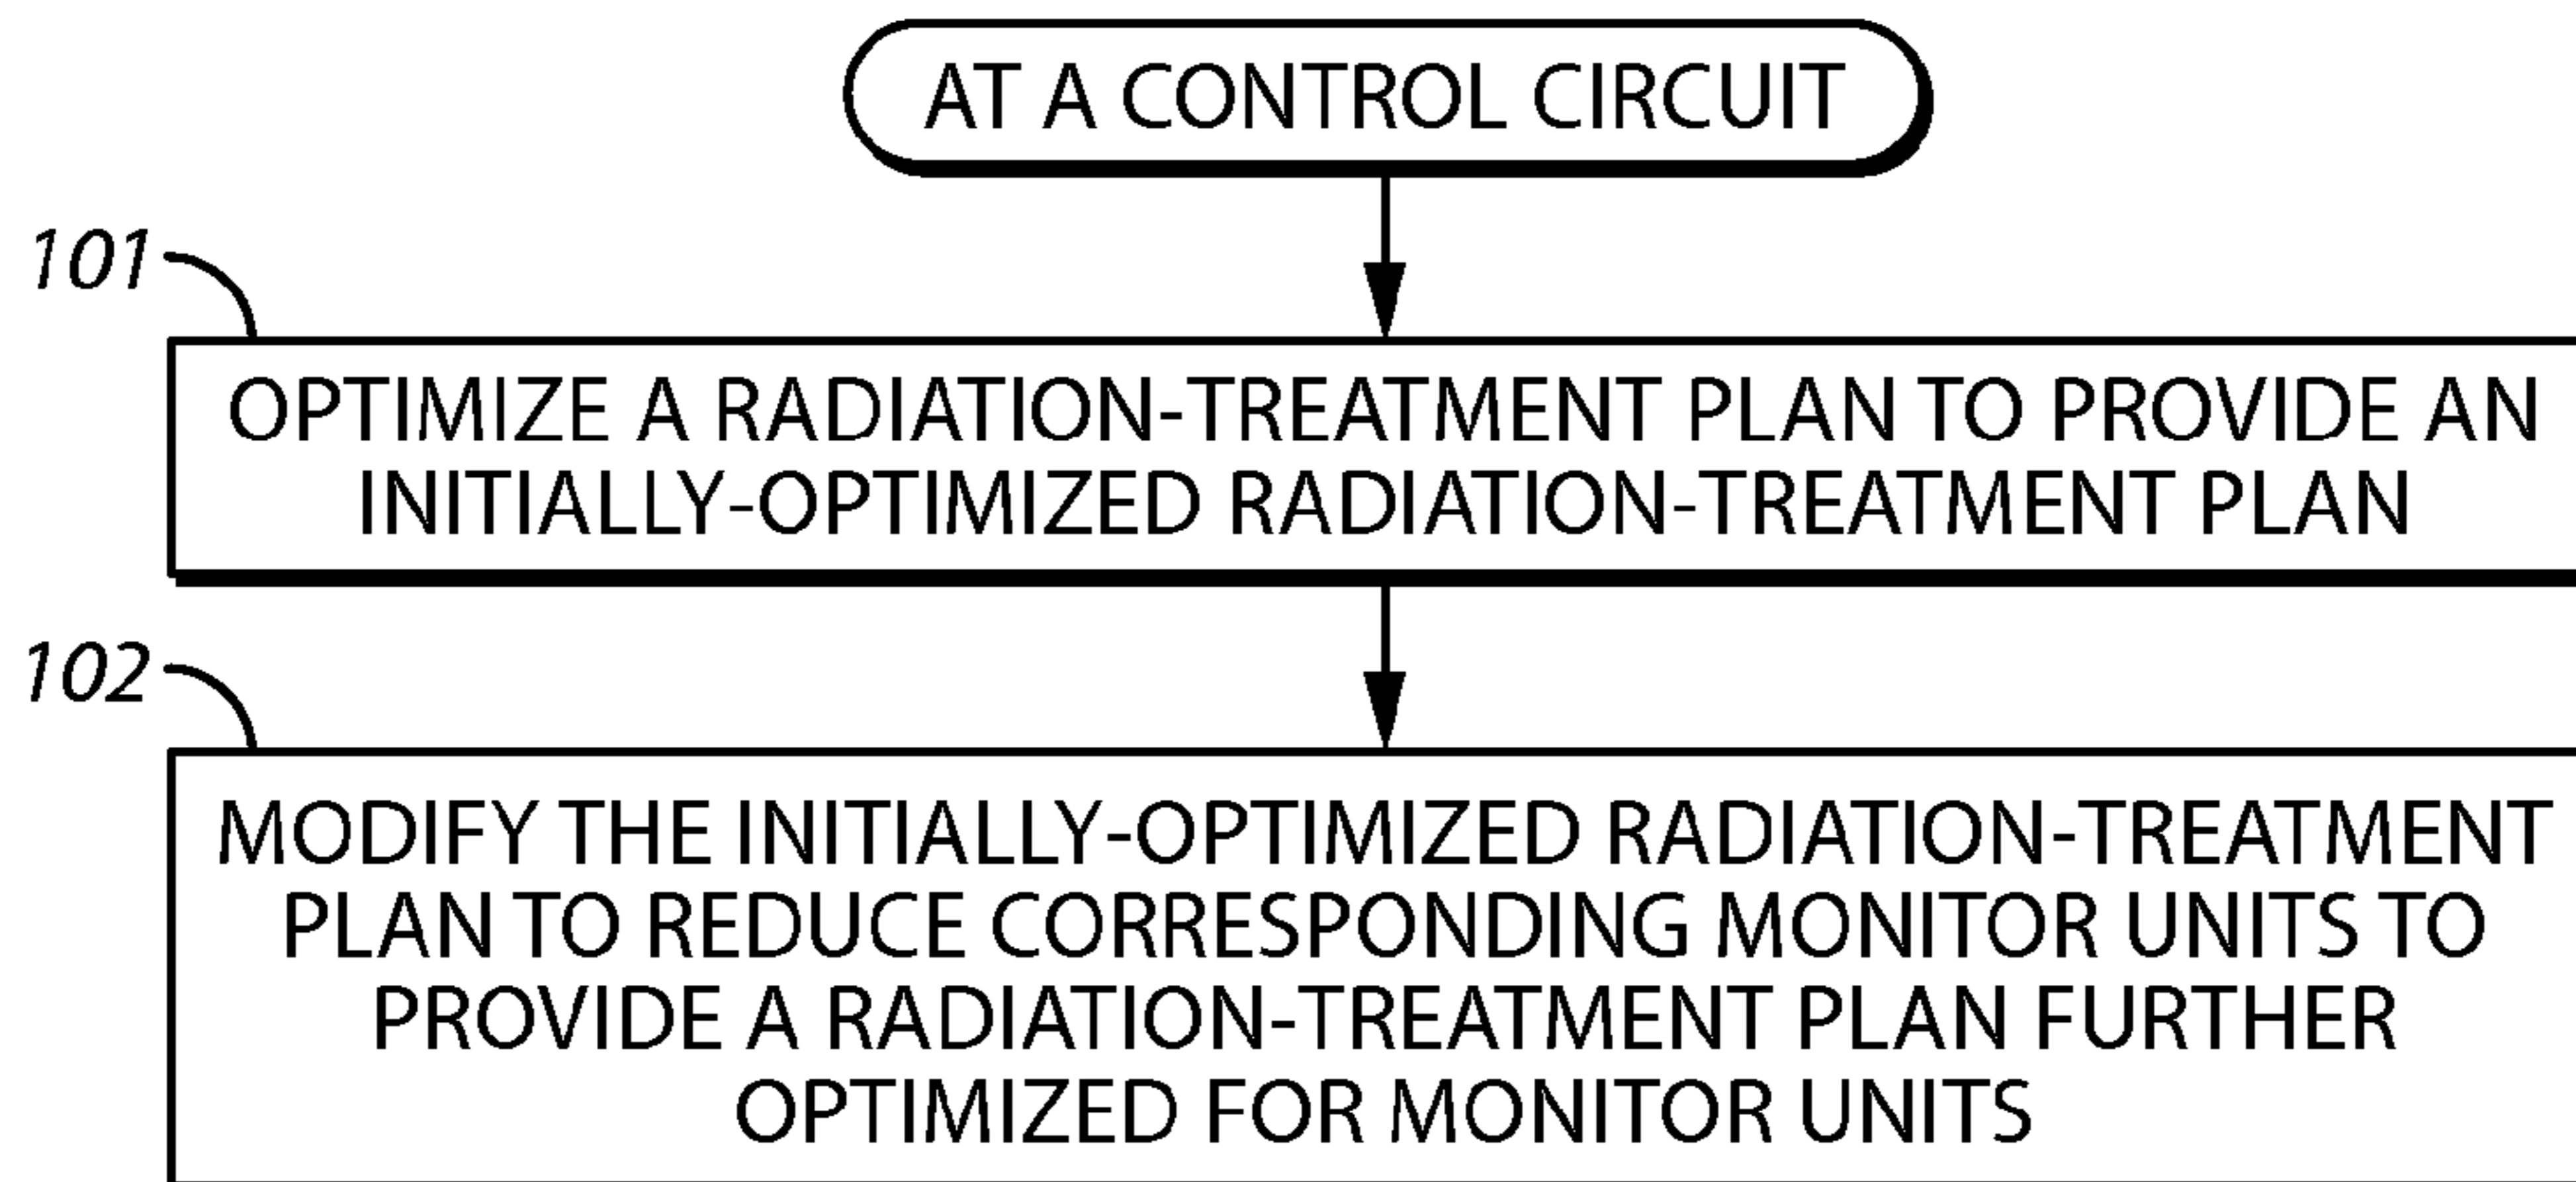 AT A CONTROL CIRCUIT
101
OPTIMIZE A RADIATION-TREATMENT PLAN TO PROVIDE AN
INITIALLY-OPTIMIZED RADIATION-TREATMENT PLAN
102
MODIFY THE INITIALLY-OPTIMIZED RADIATION-TREATMENT
PLAN TO REDUCE CORRESPONDING MONITOR UNITS TO
PROVIDE A RADIATION-TREATMENT PLAN FURTHER
OPTIMIZED FOR MONITOR UNITS